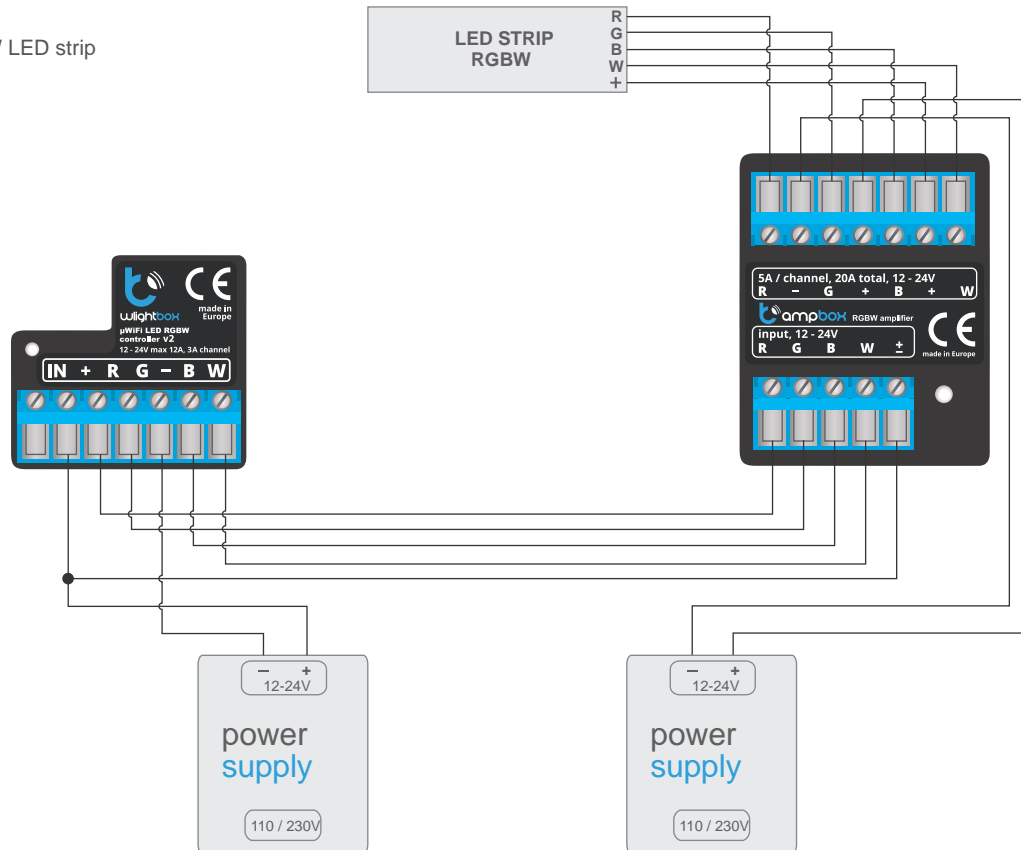 LED strip
LED STRIP
RGBW
R
G
B
W
+
wlightbox
CE
made in
Europe
µWiFi LED RGBW
controller v2
12 - 24V max 12A, 3A channel
IN + R G – B W
5A / channel, 20A total, 12 - 24V
R – G + B + W
ampbox RGBW amplifier
input, 12 - 24V
R G B W ±
CE
made in Europe
– +
12-24V
power
supply
110 / 230V
– +
12-24V
power
supply
110 / 230V